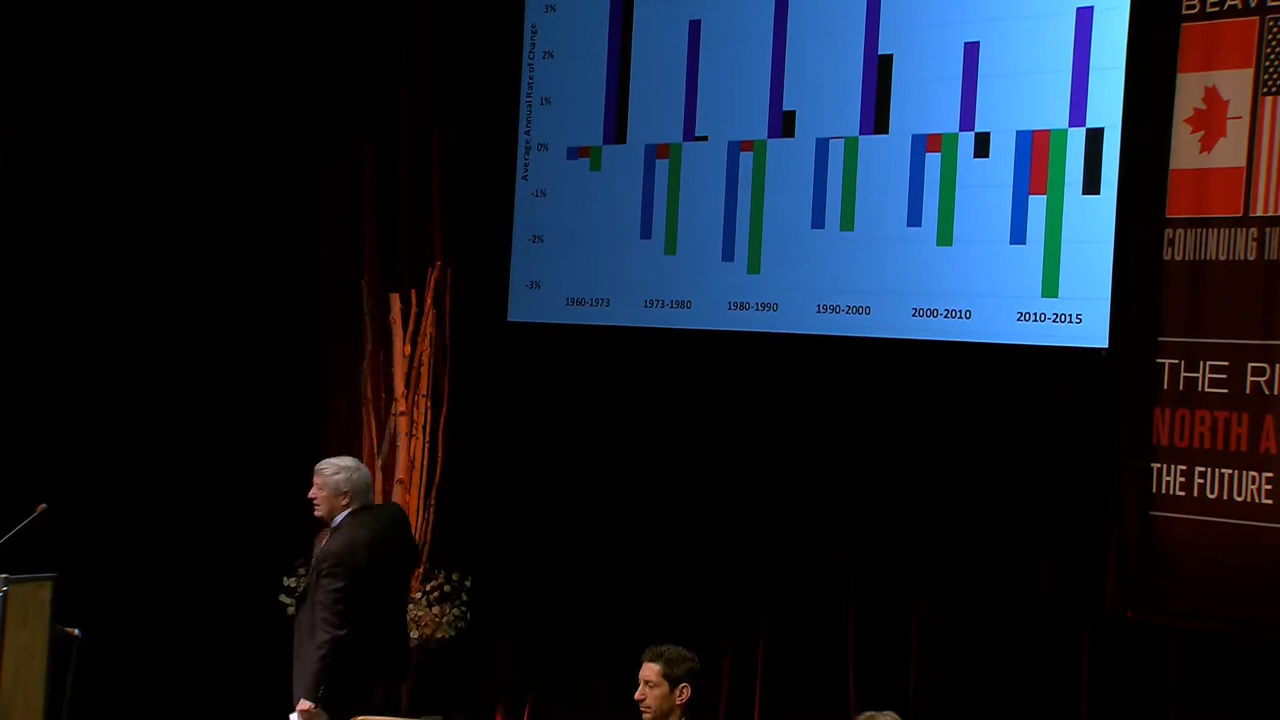 3%
2%
1%
0%
-1%
-2%
-3%
Average Annual Rate of Change
1960-1973 1973-1980 1980-1990 1990-2000 2000-2010 2010-2015
BEAVE
CONTINUING TH
THE RI
NORTH A
THE FUTURE